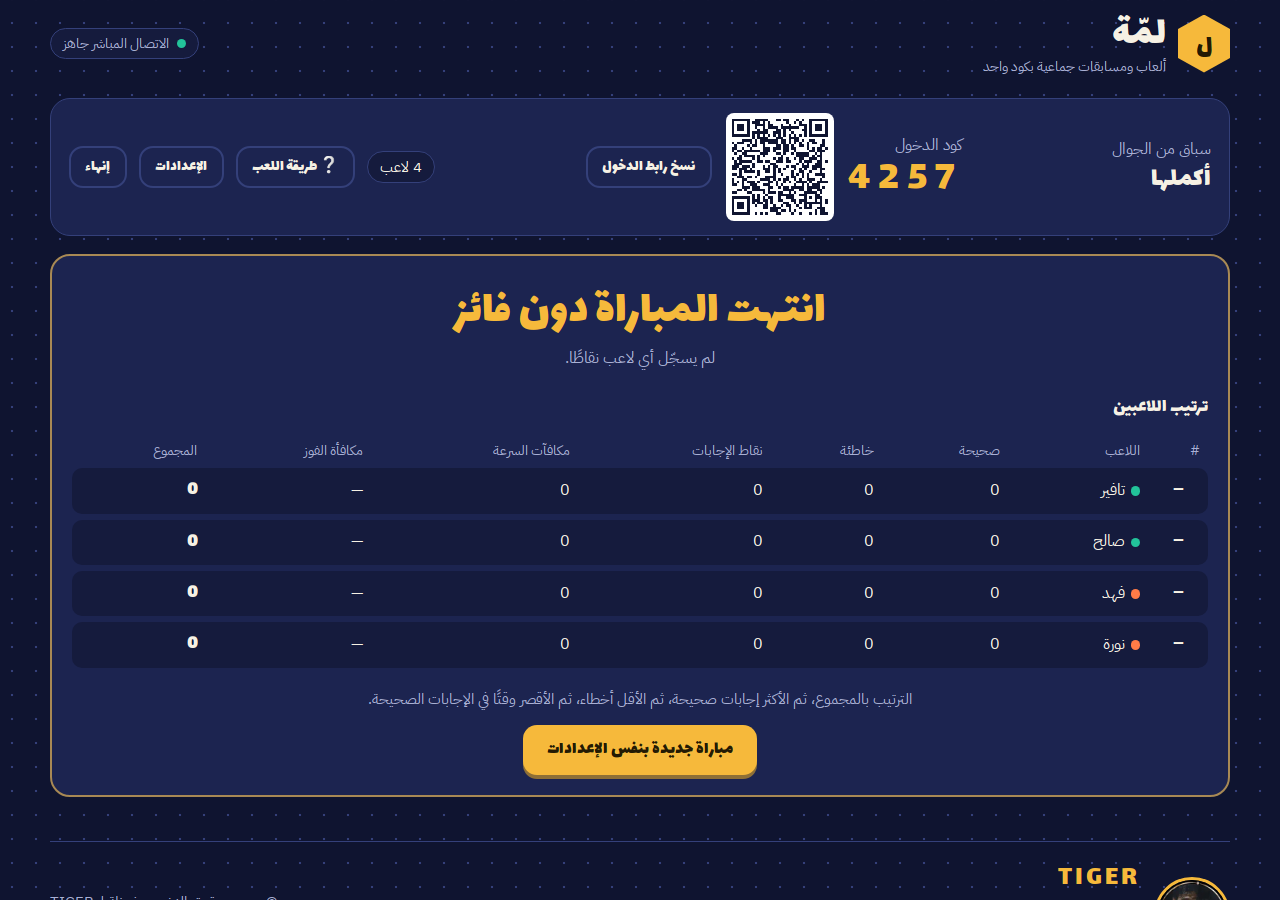 ل
لمّة
ألعاب ومسابقات جماعية بكود واحد
الاتصال المباشر جاهز
سباق من الجوال
أكملها
كود الدخول
4257
نسخ رابط الدخول
4 لاعب
? طريقة اللعب
الإعدادات
إنهاء
انتهت المباراة دون فائز
لم يسجّل أي لاعب نقاطًا.
ترتيب اللاعبين
# اللاعب صحيحة خاطئة نقاط الإجابات مكافآت السرعة مكافأة الفوز المجموع
— تافير 0 0 0 0 — 0
— صالح 0 0 0 0 — 0
— فهد 0 0 0 0 — 0
— نورة 0 0 0 0 — 0
الترتيب بالمجموع، ثم الأكثر إجابات صحيحة، ثم الأقل أخطاء، ثم الأقصر وقتًا في الإجابات الصحيحة.
مباراة جديدة بنفس الإعدادات
TIGER